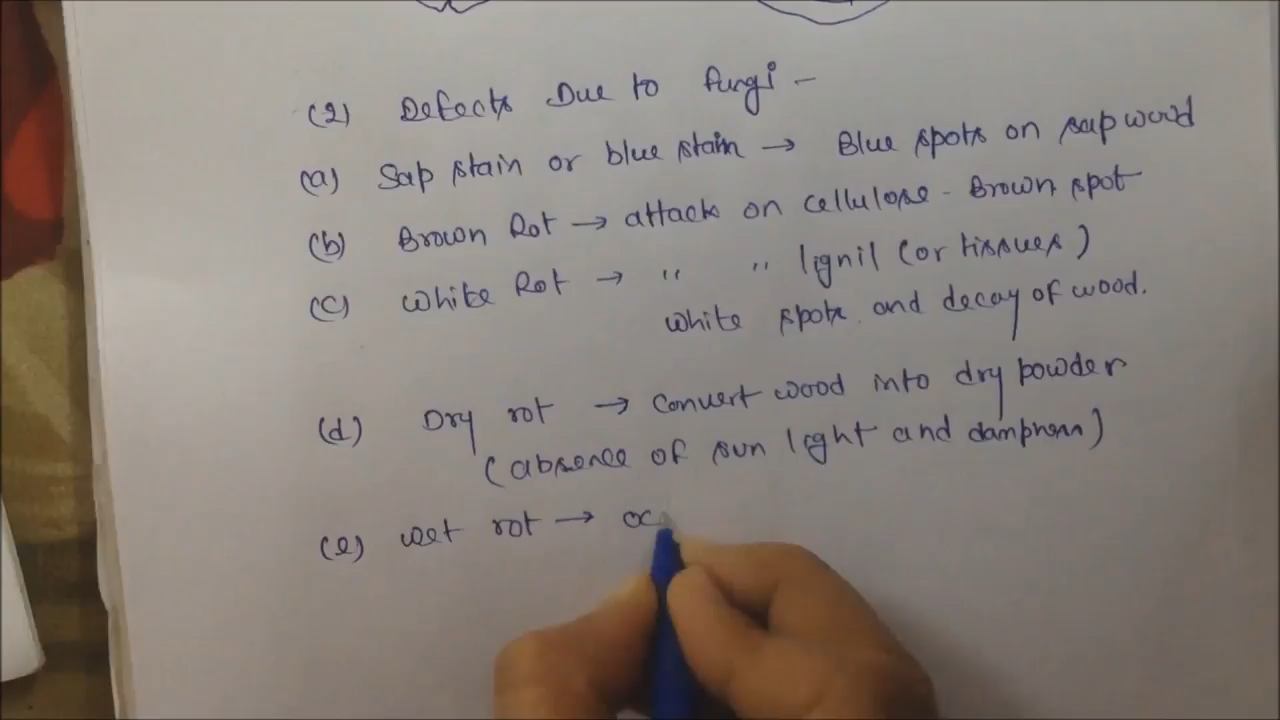 (2) Defects Due to fungi -
(a) Sap stain or blue stain → Blue spots on sap wood
(b) Brown Rot → attack on cellulose - Brown spot
(c) White Rot → " " lignil (or tissues)
white spots and decay of wood.
(d) Dry rot → convert wood into dry powder
(absence of sun light and dampness)
(e) wet rot → oc